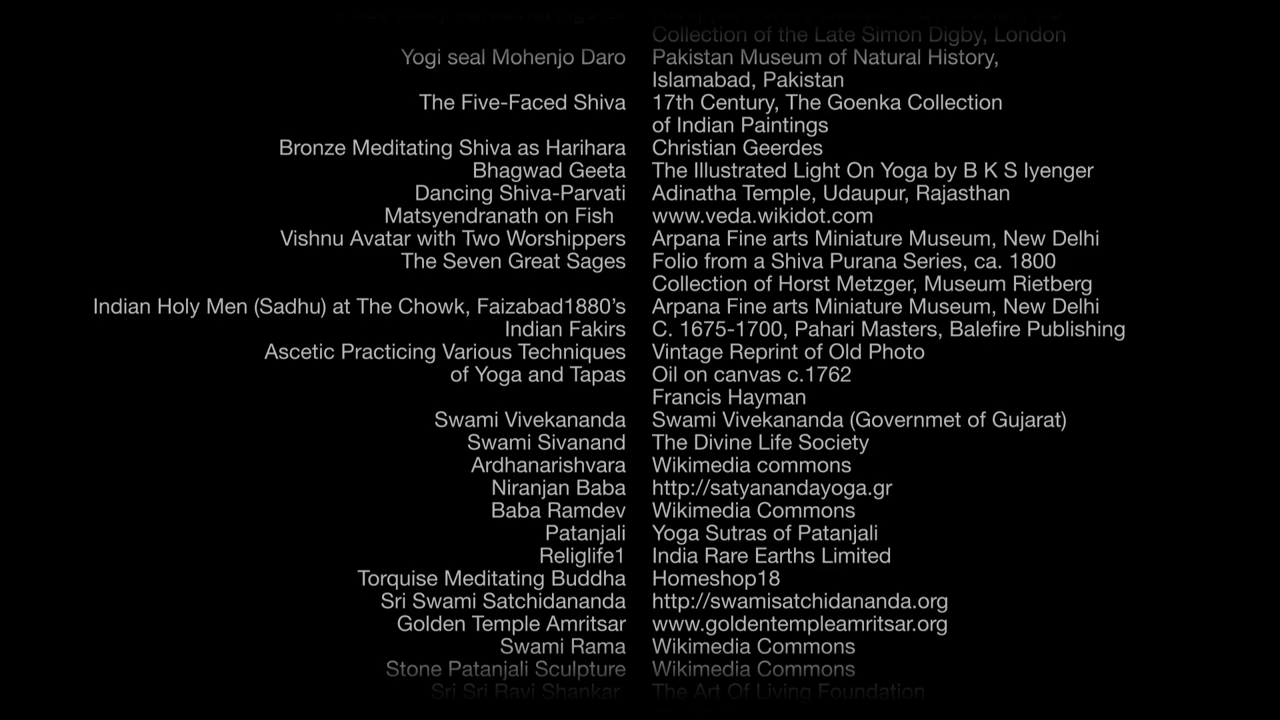 Collection of the Late Simon Digby, London
Yogi seal Mohenjo Daro Pakistan Museum of Natural History,
Islamabad, Pakistan
The Five-Faced Shiva 17th Century, The Goenka Collection
of Indian Paintings
Bronze Meditating Shiva as Harihara Christian Geerdes
Bhagwad Geeta The Illustrated Light On Yoga by B K S Iyenger
Dancing Shiva-Parvati Adinatha Temple, Udaupur, Rajasthan
Matsyendranath on Fish www.veda.wikidot.com
Vishnu Avatar with Two Worshippers Arpana Fine arts Miniature Museum, New Delhi
The Seven Great Sages Folio from a Shiva Purana Series, ca. 1800
Collection of Horst Metzger, Museum Rietberg
Indian Holy Men (Sadhu) at The Chowk, Faizabad1880's Arpana Fine arts Miniature Museum, New Delhi
Indian Fakirs C. 1675-1700, Pahari Masters, Balefire Publishing
Ascetic Practicing Various Techniques Vintage Reprint of Old Photo
of Yoga and Tapas Oil on canvas c.1762
Francis Hayman
Swami Vivekananda Swami Vivekananda (Governmet of Gujarat)
Swami Sivanand The Divine Life Society
Ardhanarishvara Wikimedia commons
Niranjan Baba http://satyanandayoga.gr
Baba Ramdev Wikimedia Commons
Patanjali Yoga Sutras of Patanjali
Religlife1 India Rare Earths Limited
Torquise Meditating Buddha Homeshop18
Sri Swami Satchidananda http://swamisatchidananda.org
Golden Temple Amritsar www.goldentempleamritsar.org
Swami Rama Wikimedia Commons
Stone Patanjali Sculpture Wikimedia Commons
Sri Sri Ravi Shankar The Art Of Living Foundation